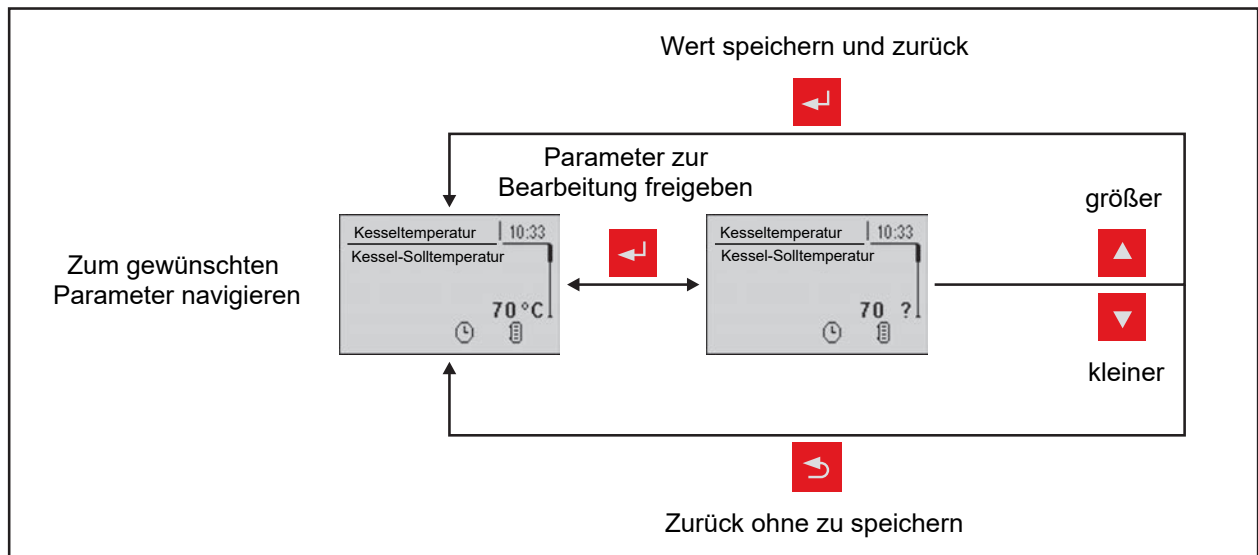 Wert speichern und zurück
Parameter zur
Bearbeitung freigeben
größer
Zum gewünschten
Parameter navigieren
Kesseltemperatur 10:33
Kessel-Solltemperatur
70 °C
Kesseltemperatur 10:33
Kessel-Solltemperatur
70 ?
kleiner
Zurück ohne zu speichern